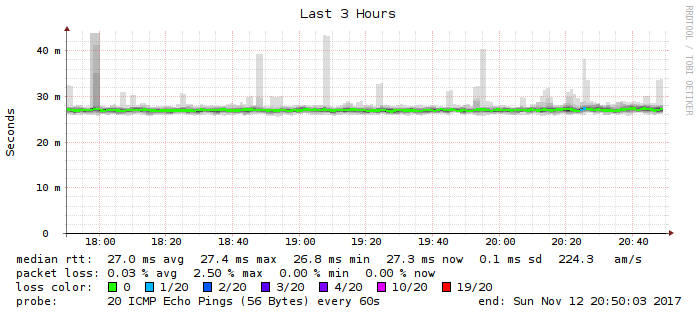 Last 3 Hours
RRDTOOL / TOBI OETIKER
Seconds
40 m
30 m
20 m
10 m
0
18:00 18:20 18:40 19:00 19:20 19:40 20:00 20:20 20:40
median rtt: 27.0 ms avg 27.4 ms max 26.8 ms min 27.3 ms now 0.1 ms sd 224.3 am/s
packet loss: 0.03 % avg 2.50 % max 0.00 % min 0.00 % now
loss color: 0 1/20 2/20 3/20 4/20 10/20 19/20
probe: 20 ICMP Echo Pings (56 Bytes) every 60s end: Sun Nov 12 20:50:03 2017